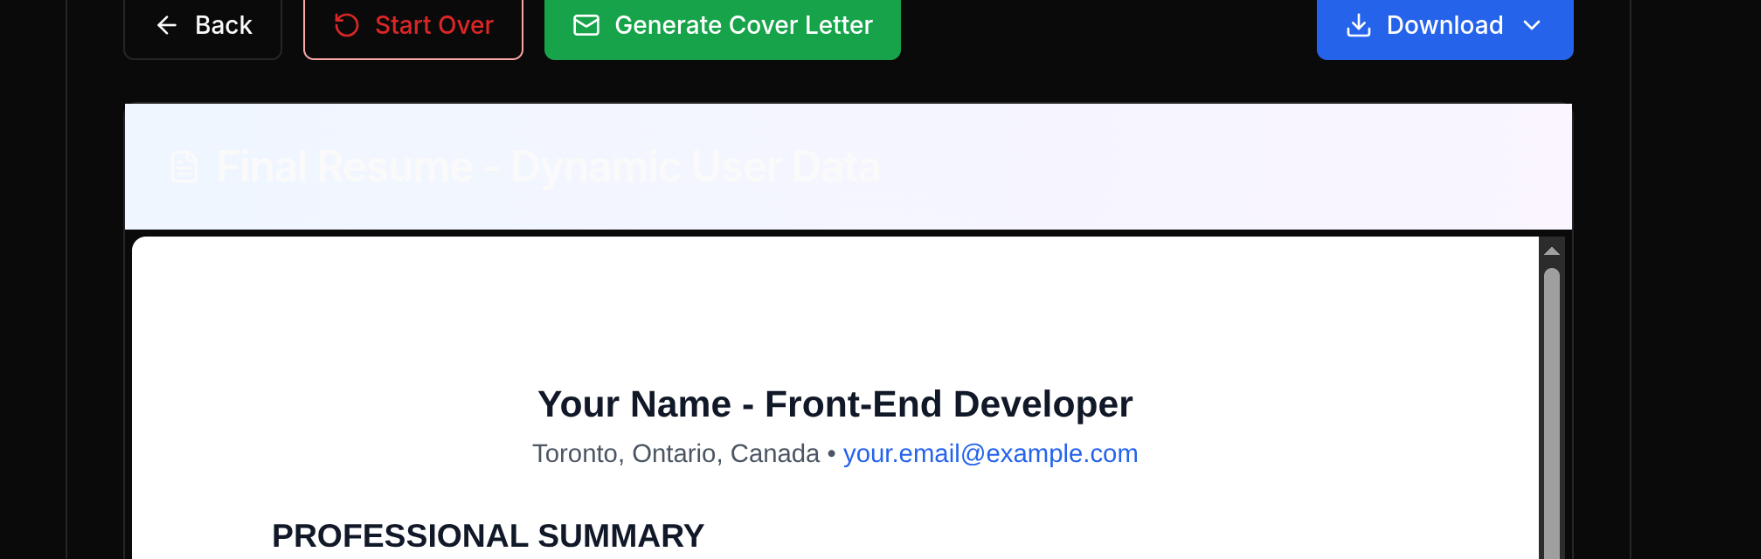 Back
Start Over
Generate Cover Letter
Download
Final Resume - Dynamic User Data
Your Name - Front-End Developer
Toronto, Ontario, Canada • your.email@example.com
PROFESSIONAL SUMMARY